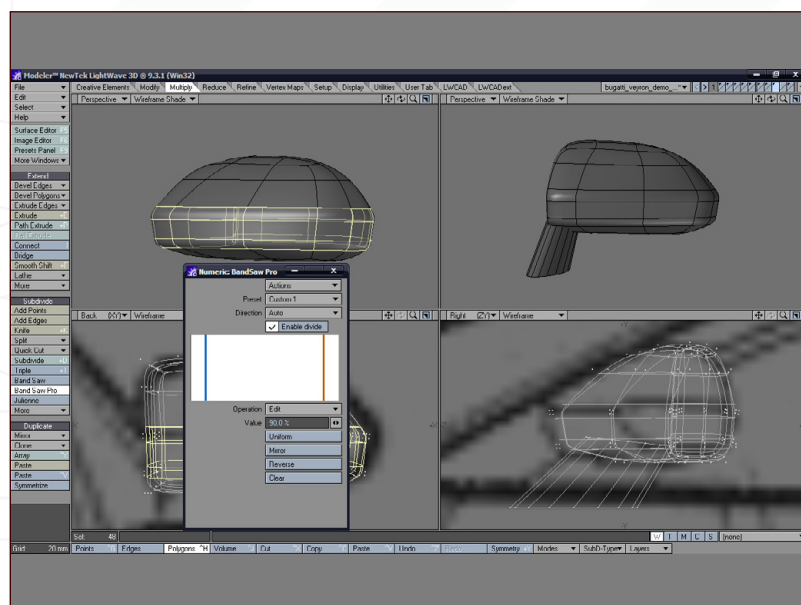 Modeler™ NewTek LightWave 3D ® 9.3.1 (Win32)
File
Creative Elements Modify Multiply Reduce Refine Vertex Maps Setup Display Utilities User Tab LWCAD LWCADext bugatti_veyron_demo_...*
Edit
Perspective Wireframe Shade Perspective Wireframe Shade
Select
Help
Surface Editor F5
Image Editor F6
Presets Panel F8
More Windows
Extend
Bevel Edges
Bevel Polygons
Extrude Edges
Extrude
Path Extrude
Rail Extrude
Connect
Bridge
Smooth Shift
Lathe
More
Subdivide
Add Points
Add Edges
Knife
Split
Quick Cut
Subdivide
Triple
Band Saw
Band Saw Pro
Julienne
More
Duplicate
Mirror
Clone
Array
Paste
Paste
Symmetrize
Numeric: BandSaw Pro X
Actions
Preset Custom 1
Direction Auto
Enable divide
Operation Edit
Value 90.0 %
Uniform
Mirror
Reverse
Clear
Back (XY) Wireframe
Right (ZY) Wireframe
Sel: 48
W T M C S (none)
Grid: 20 mm Points Edges Polygons ^H Volume Cut Copy Paste Undo Symmetry Modes SubD-Type Layers